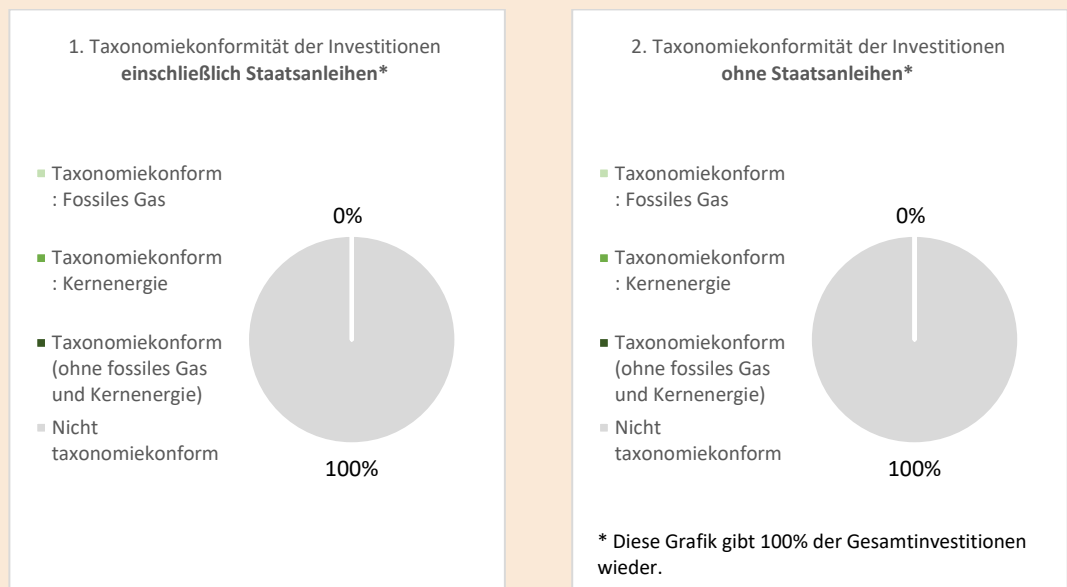 1. Taxonomiekonformität der Investitionen
einschließlich Staatsanleihen*
Taxonomiekonform
: Fossiles Gas
Taxonomiekonform
: Kernenergie
Taxonomiekonform
(ohne fossiles Gas
und Kernenergie)
Nicht
taxonomiekonform
0%
100%
2. Taxonomiekonformität der Investitionen
ohne Staatsanleihen*
Taxonomiekonform
: Fossiles Gas
Taxonomiekonform
: Kernenergie
Taxonomiekonform
(ohne fossiles Gas
und Kernenergie)
Nicht
taxonomiekonform
0%
100%
* Diese Grafik gibt 100% der Gesamtinvestitionen
wieder.